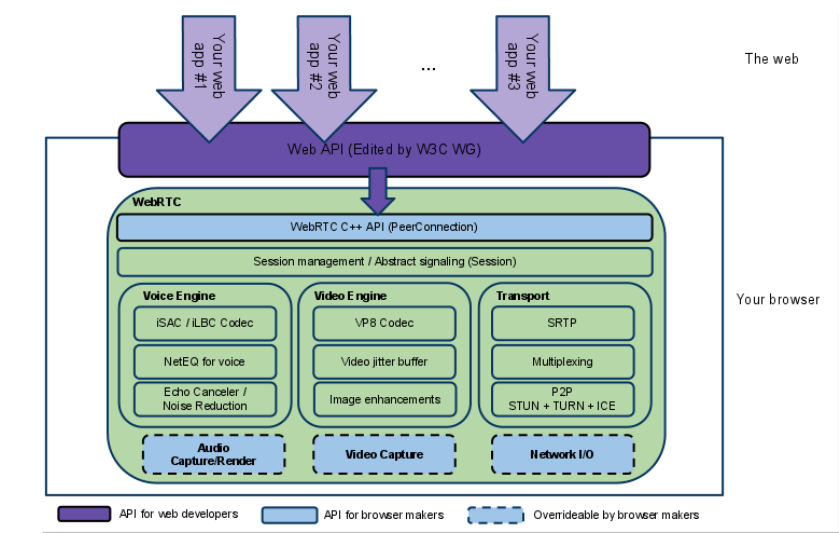 Your web
app #1
Your web
app #2
...
Your web
app #3
The web
Web API (Edited by W3C WG)
WebRTC
WebRTC C++ API (PeerConnection)
Session management / Abstract signaling (Session)
Your browser
Voice Engine
iSAC / iLBC Codec
NetEQ for voice
Echo Canceler /
Noise Reduction
Video Engine
VP8 Codec
Video jitter buffer
Image enhancements
Transport
SRTP
Multiplexing
P2P
STUN + TURN + ICE
Audio
Capture/Render
Video Capture
Network I/O
API for web developers
API for browser makers
Overrideable by browser makers